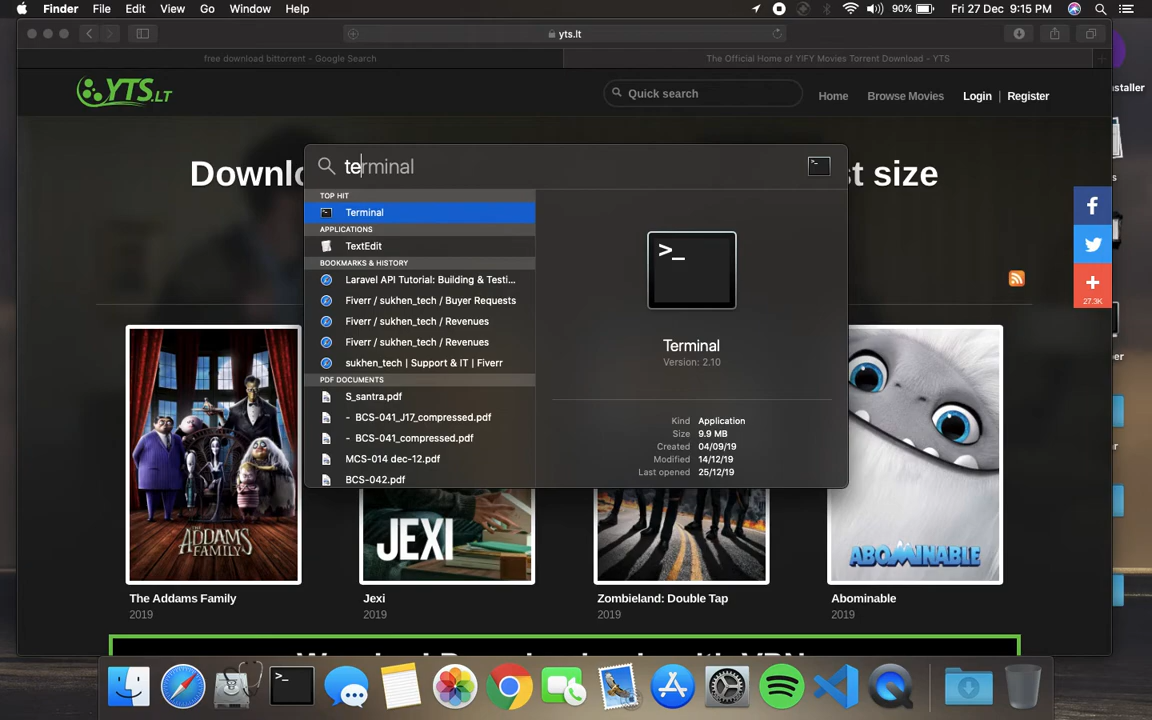 Finder File Edit View Go Window Help 90% Fri 27 Dec 9:15 PM
yts.lt
free download bittorrent - Google Search The Official Home of YIFY Movies Torrent Download - YTS
YTS.LT Quick search Home Browse Movies Login | Register
nstaller
st size
terminal
TOP HIT
Terminal
APPLICATIONS
TextEdit
BOOKMARKS & HISTORY
Laravel API Tutorial: Building & Testi...
Fiverr / sukhen_tech / Buyer Requests
Fiverr / sukhen_tech / Revenues
Fiverr / sukhen_tech / Revenues
sukhen_tech | Support & IT | Fiverr
PDF DOCUMENTS
S_santra.pdf
- BCS-041_J17_compressed.pdf
- BCS-041_compressed.pdf
MCS-014 dec-12.pdf
BCS-042.pdf
Terminal
Version: 2.10
Kind Application
Size 9.9 MB
Created 04/09/19
Modified 14/12/19
Last opened 25/12/19
27.3K
THE ADDAMS FAMILY
JEXI
ABOMINABLE
The Addams Family Jexi Zombieland: Double Tap Abominable
2019 2019 2019 2019